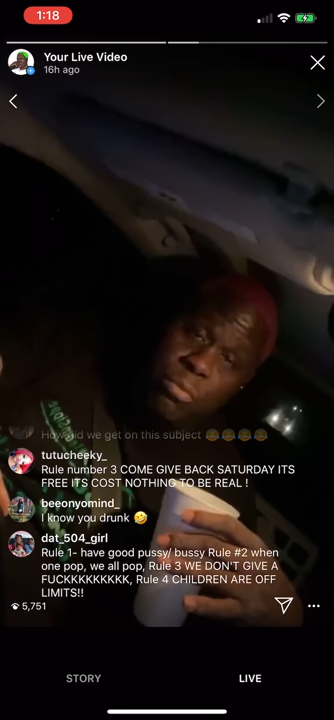 1:18
Your Live Video
16h ago
How did we get on this subject 😂😂😂😂
tutucheeky_
Rule number 3 COME GIVE BACK SATURDAY ITS
FREE ITS COST NOTHING TO BE REAL !
beeonyomind_
I know you drunk 🤣
dat_504_girl
Rule 1- have good pussy/ bussy Rule #2 when
one pop, we all pop, Rule 3 WE DON'T GIVE A
FUCKKKKKKKKK, Rule 4 CHILDREN ARE OFF
LIMITS!!
5,751
STORY
LIVE